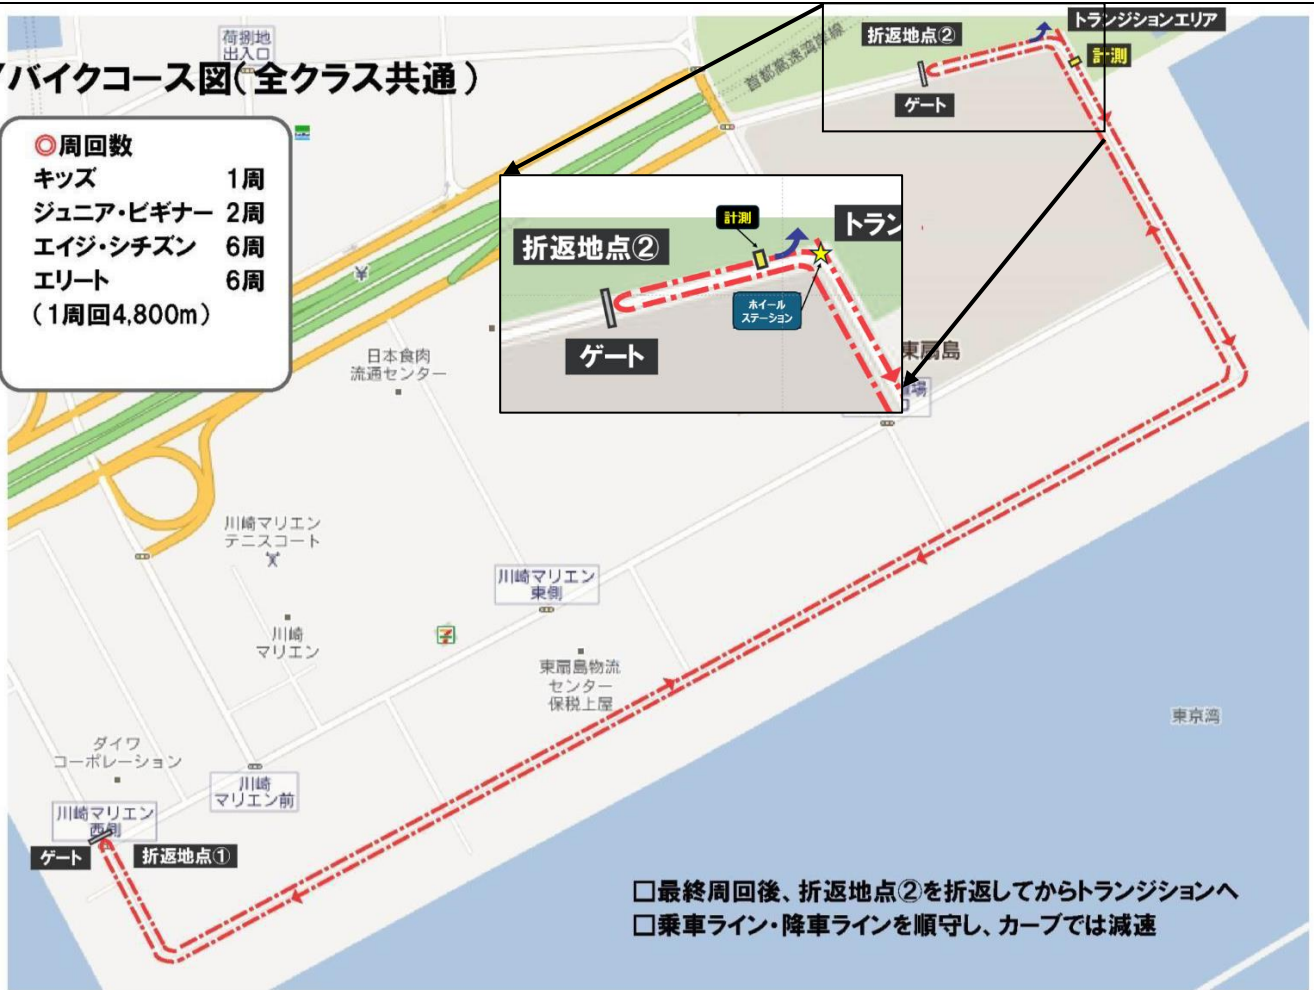 バイクコース図(全クラス共通)
◎周回数
キッズ 1周
ジュニア・ビギナー 2周
エイジ・シチズン 6周
エリート 6周
(1周回4,800m)
荷捌地
出入口
首都高速湾岸線
折返地点②
トランジションエリア
計測
ゲート
計測
折返地点②
トラン
ホイール
ステーション
ゲート
東扇島
日本食肉
流通センター
川崎マリエン
テニスコート
川崎マリエン
東側
川崎
マリエン
東扇島物流
センター
保税上屋
東京湾
ダイワ
コーポレーション
川崎
マリエン前
川崎マリエン
西側
ゲート
折返地点①
□最終周回後、折返地点②を折返してからトランジションへ
□乗車ライン・降車ラインを順守し、カーブでは減速